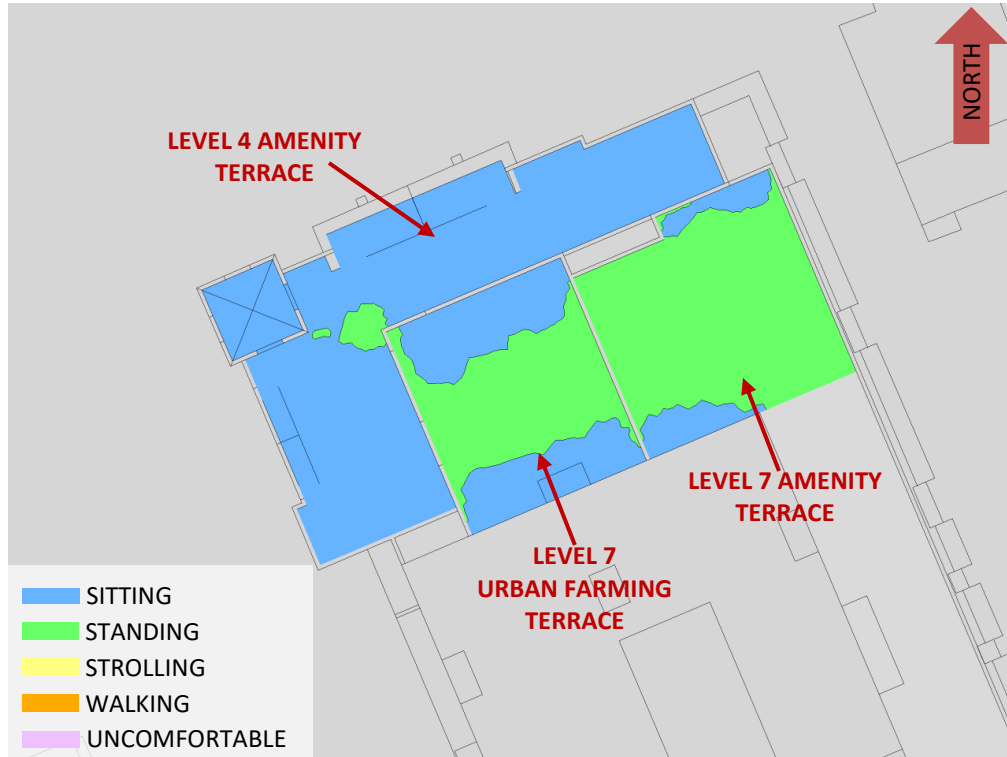 NORTH
LEVEL 4 AMENITY
TERRACE
LEVEL 7 AMENITY
TERRACE
LEVEL 7
URBAN FARMING
TERRACE
SITTING
STANDING
STROLLING
WALKING
UNCOMFORTABLE